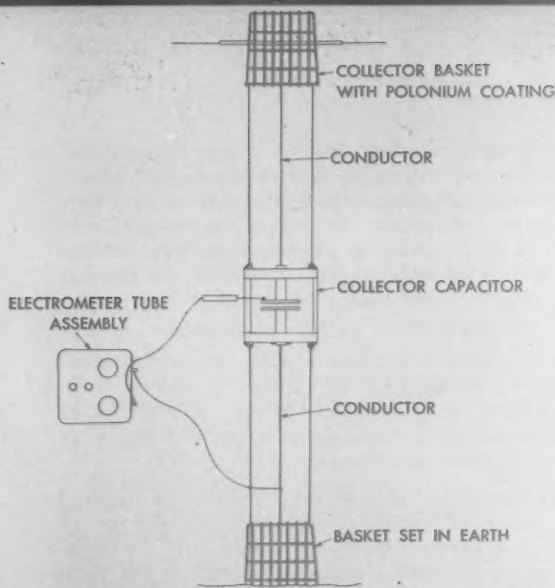 COLLECTOR BASKET
WITH POLONIUM COATING
CONDUCTOR
COLLECTOR CAPACITOR
ELECTROMETER TUBE
ASSEMBLY
CONDUCTOR
BASKET SET IN EARTH